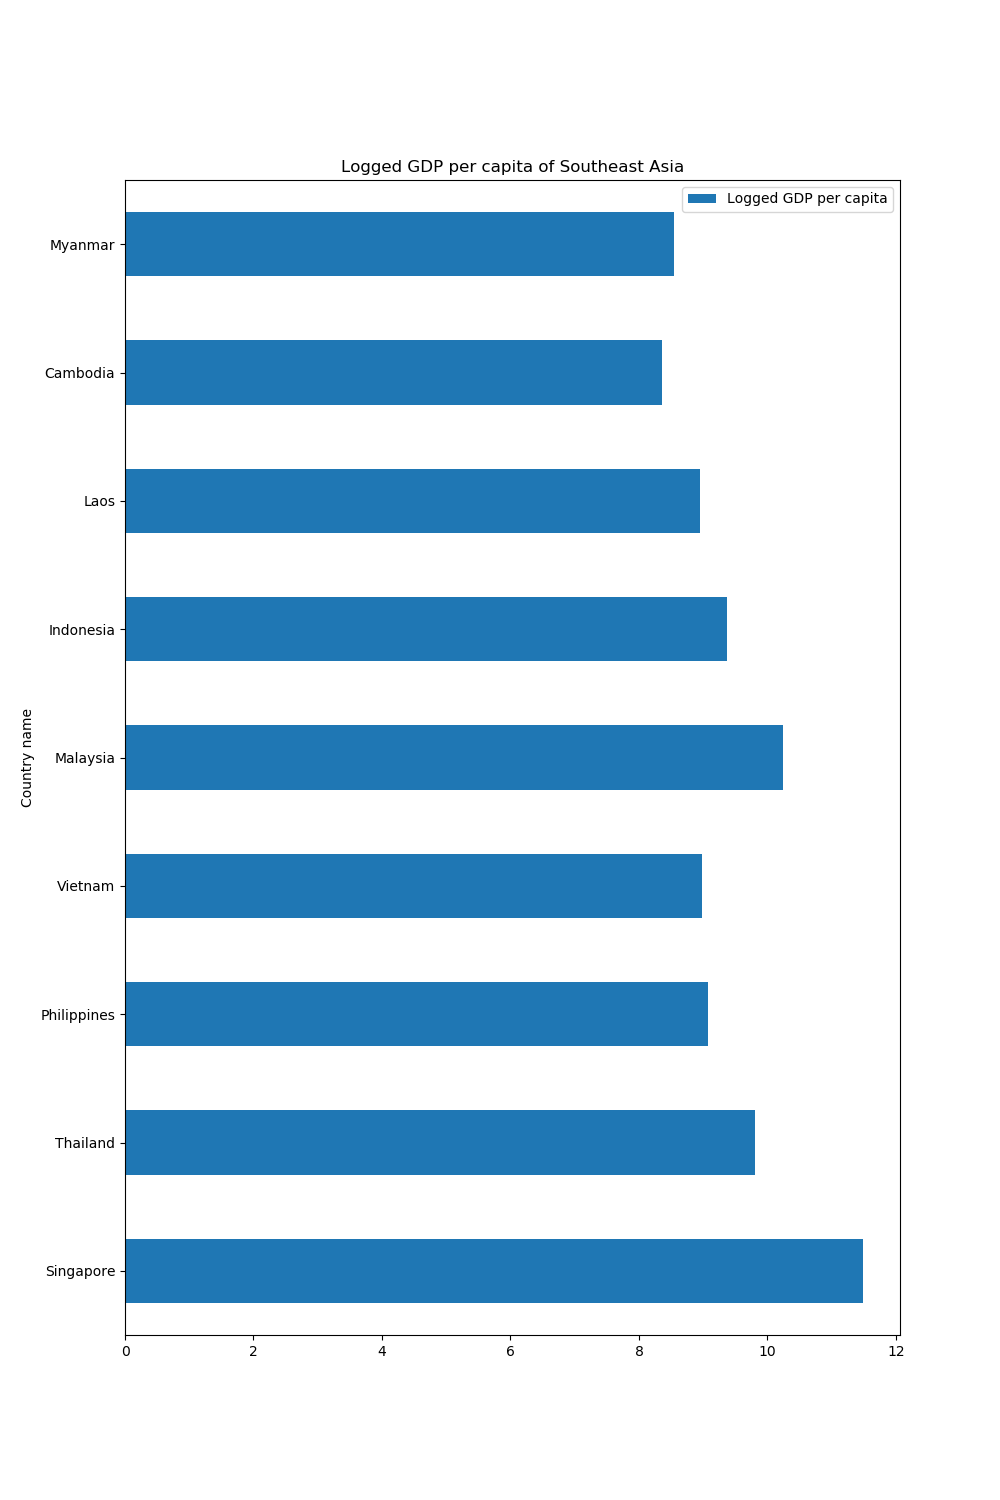 Logged GDP per capita of Southeast Asia
Logged GDP per capita
Myanmar
Cambodia
Laos
Indonesia
Malaysia
Vietnam
Philippines
Thailand
Singapore
Country name
0 2 4 6 8 10 12